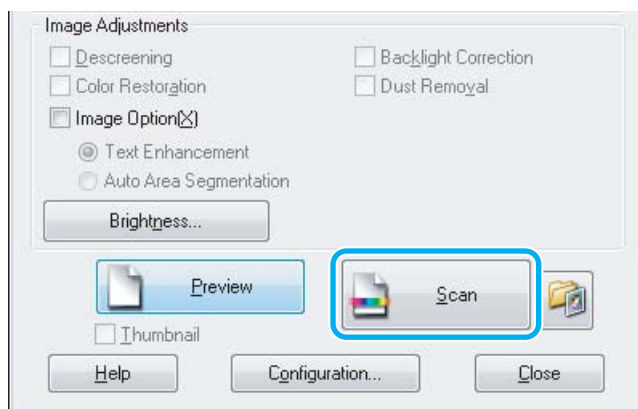 Image Adjustments
Descreening Backlight Correction
Color Restoration Dust Removal
Image Option(X)
Text Enhancement
Auto Area Segmentation
Brightness...
Preview Scan
Thumbnail
Help Configuration... Close